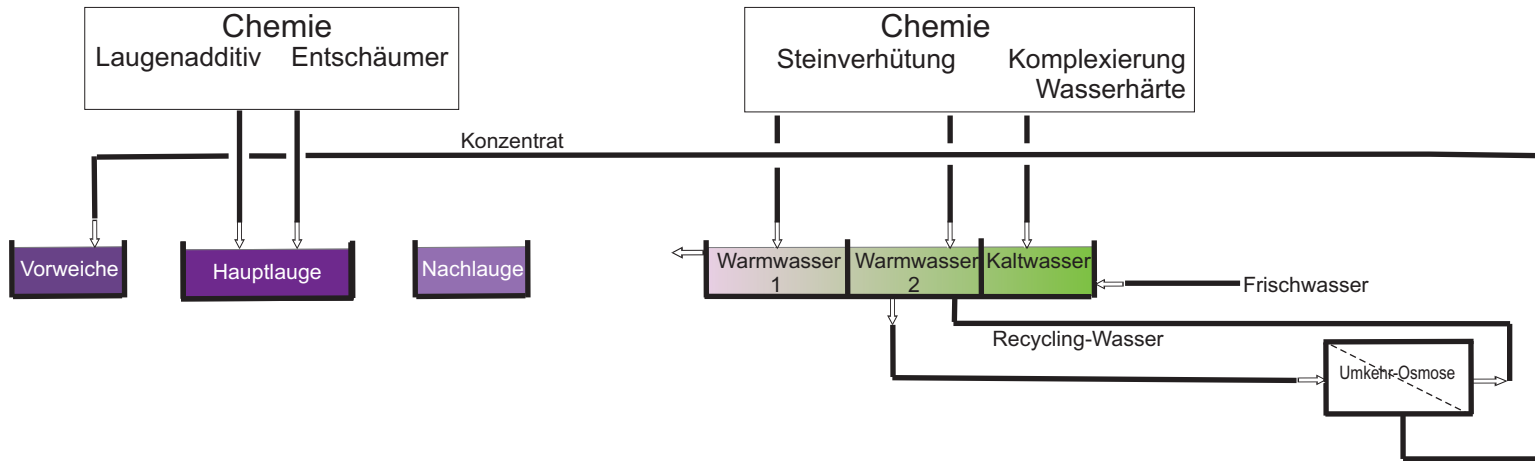 Chemie
Laugenadditiv Entschäumer
Chemie
Steinverhütung Komplexierung
Wasserhärte
Konzentrat
Vorweiche
Hauptlauge
Nachlauge
Warmwasser
1
Warmwasser
2
Kaltwasser
Frischwasser
Recycling-Wasser
Umkehr-Osmose